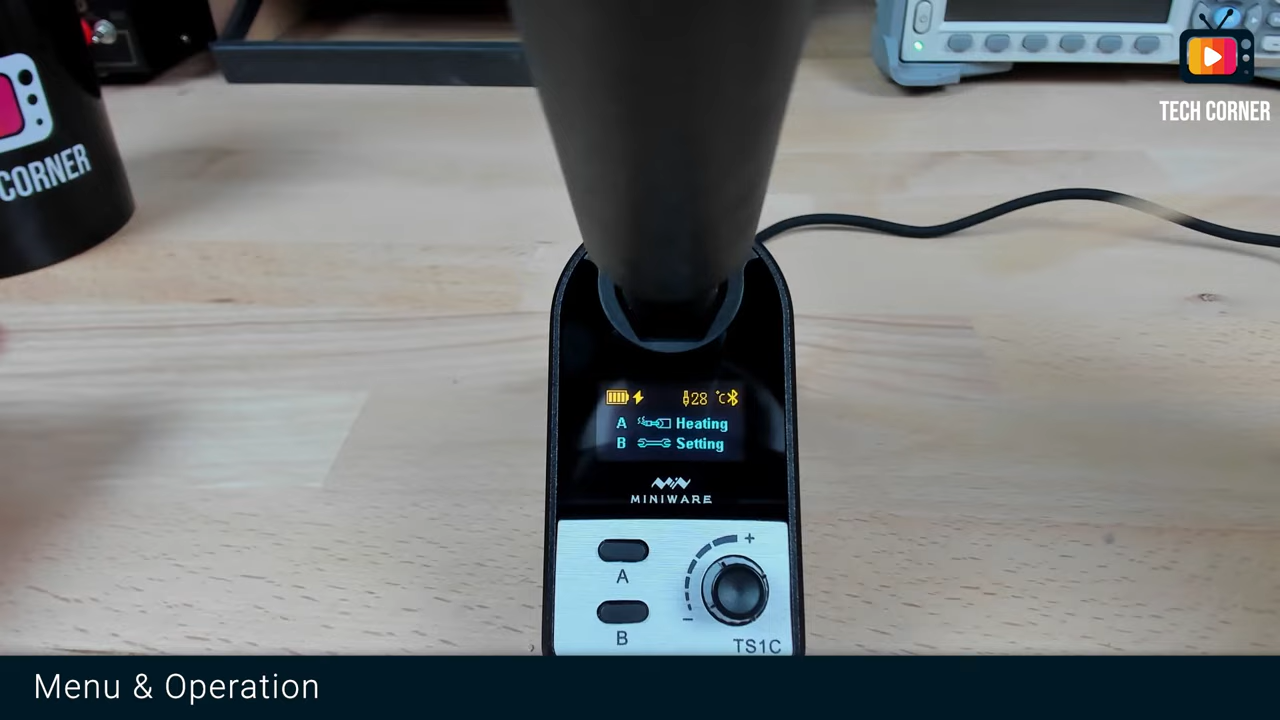 TECH CORNER
CORNER
28 °C
A Heating
B Setting
MINIWARE
+
A
B
-
TS1C
Menu & Operation